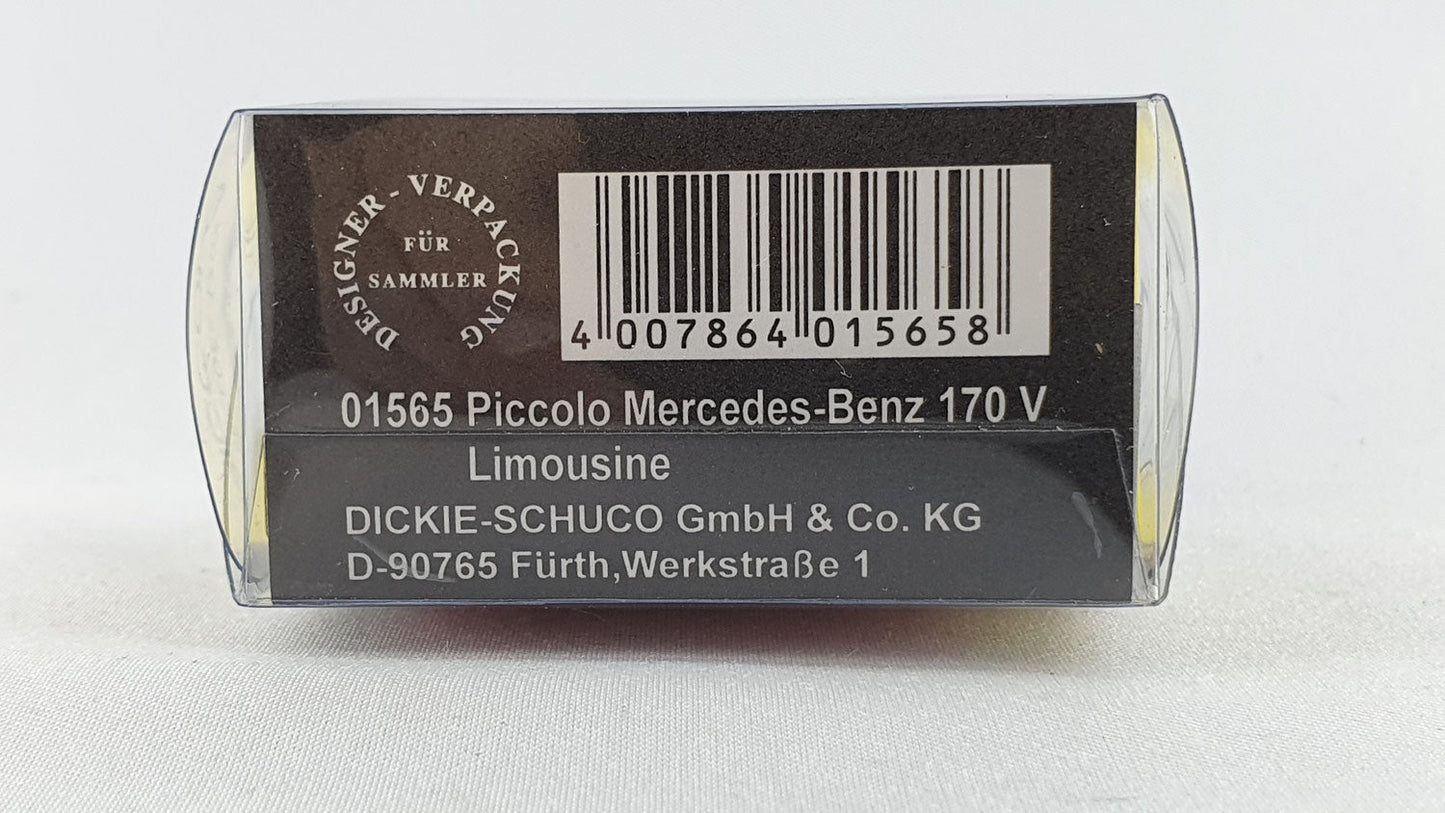 DESIGNER-VERPACKUNG
FÜR
SAMMLER
4 007864 015658
01565 Piccolo Mercedes-Benz 170 V
Limousine
DICKIE-SCHUCO GmbH & Co. KG
D-90765 Fürth,Werkstraße 1